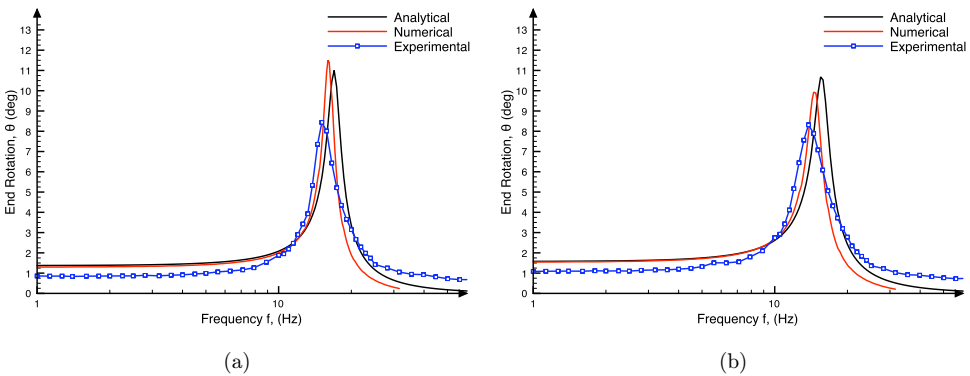 Analytical
Numerical
Experimental
13
12
11
10
9
8
7
6
5
4
3
2
1
0
End Rotation, θ (deg)
1
10
Frequency f, (Hz)
(a)
Analytical
Numerical
Experimental
13
12
11
10
9
8
7
6
5
4
3
2
1
0
End Rotation, θ (deg)
1
10
Frequency f, (Hz)
(b)